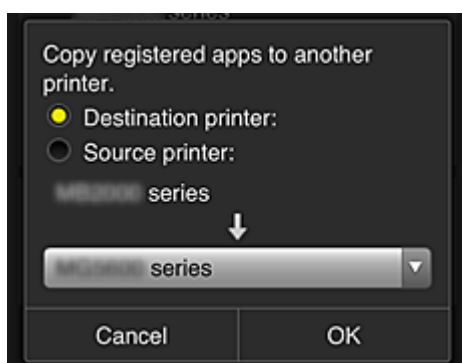 Copy registered apps to another
printer.
Destination printer:
Source printer:
series
series
Cancel OK